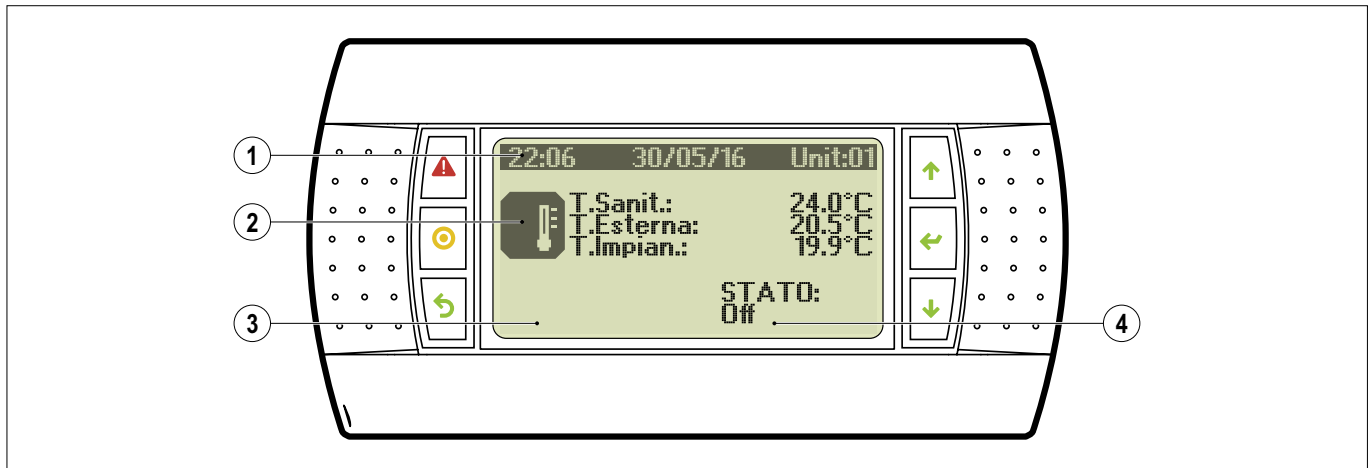 22:06 30/05/16 Unit:01
T.Sanit.: 24.0°C
T.Esterna: 20.5°C
T.Impian.: 19.9°C
STATO:
Off
1
2
3
4